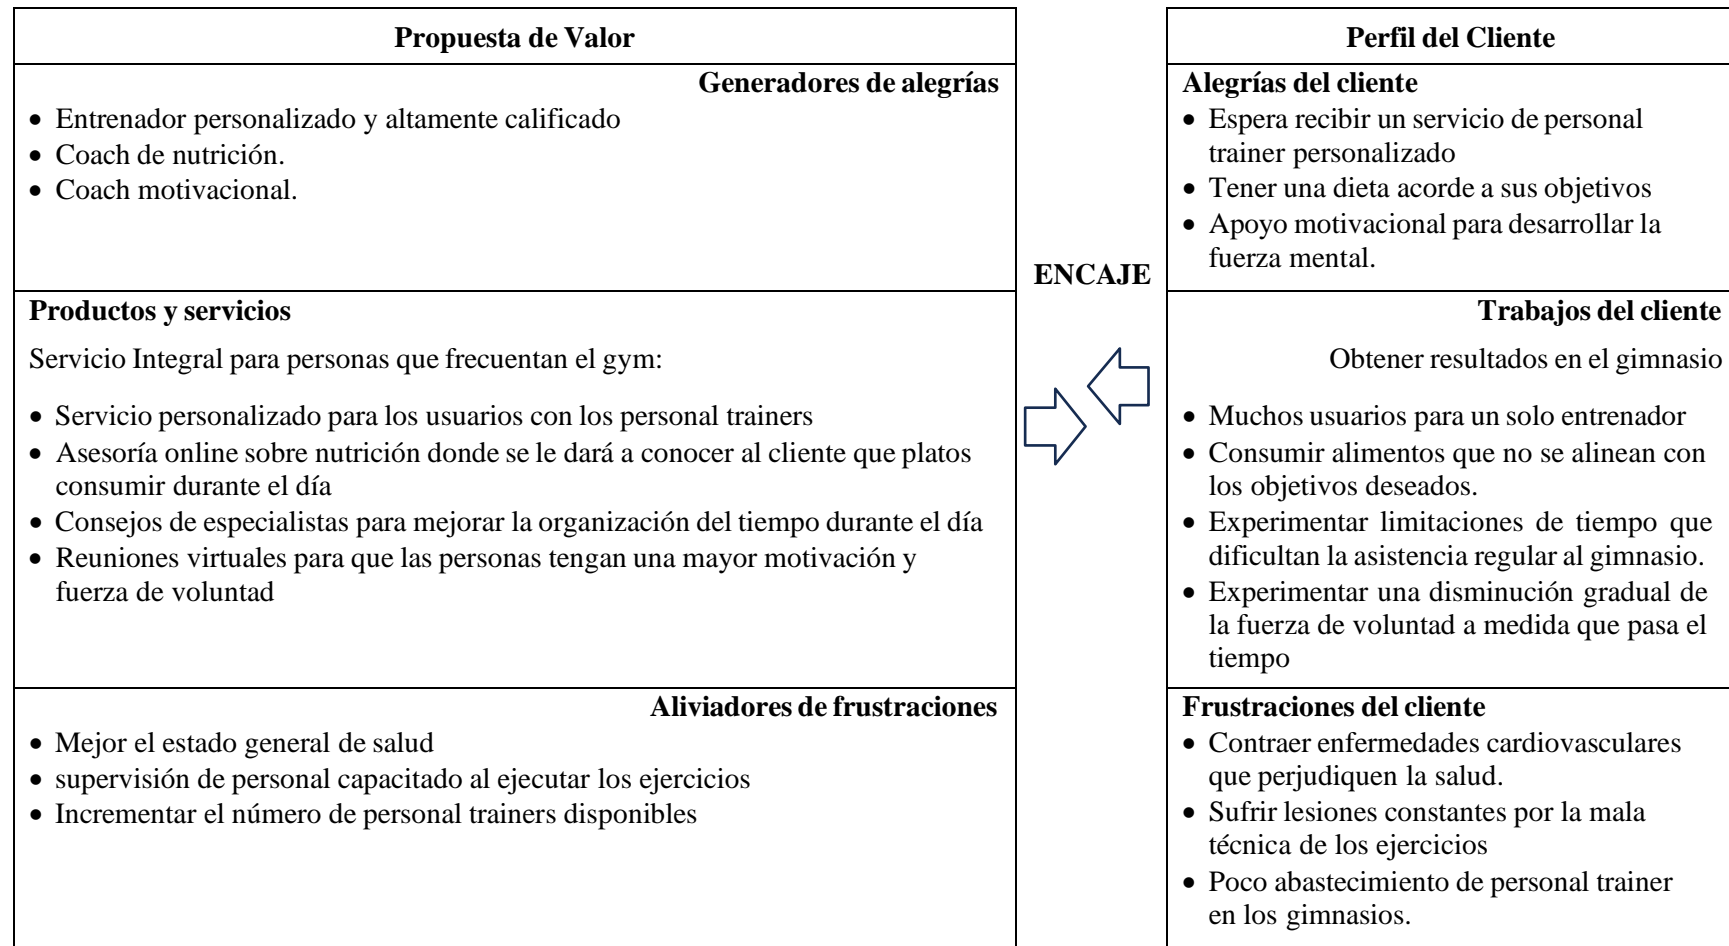 Propuesta de Valor
Generadores de alegrías
• Entrenador personalizado y altamente calificado
• Coach de nutrición.
• Coach motivacional.
Productos y servicios
Servicio Integral para personas que frecuentan el gym:
• Servicio personalizado para los usuarios con los personal trainers
• Asesoría online sobre nutrición donde se le dará a conocer al cliente que platos
consumir durante el día
• Consejos de especialistas para mejorar la organización del tiempo durante el día
• Reuniones virtuales para que las personas tengan una mayor motivación y
fuerza de voluntad
Aliviadores de frustraciones
• Mejor el estado general de salud
• supervisión de personal capacitado al ejecutar los ejercicios
• Incrementar el número de personal trainers disponibles
ENCAJE
Perfil del Cliente
Alegrías del cliente
• Espera recibir un servicio de personal
trainer personalizado
• Tener una dieta acorde a sus objetivos
• Apoyo motivacional para desarrollar la
fuerza mental.
Trabajos del cliente
Obtener resultados en el gimnasio
• Muchos usuarios para un solo entrenador
• Consumir alimentos que no se alinean con
los objetivos deseados.
• Experimentar limitaciones de tiempo que
dificultan la asistencia regular al gimnasio.
• Experimentar una disminución gradual de
la fuerza de voluntad a medida que pasa el
tiempo
Frustraciones del cliente
• Contraer enfermedades cardiovasculares
que perjudiquen la salud.
• Sufrir lesiones constantes por la mala
técnica de los ejercicios
• Poco abastecimiento de personal trainer
en los gimnasios.